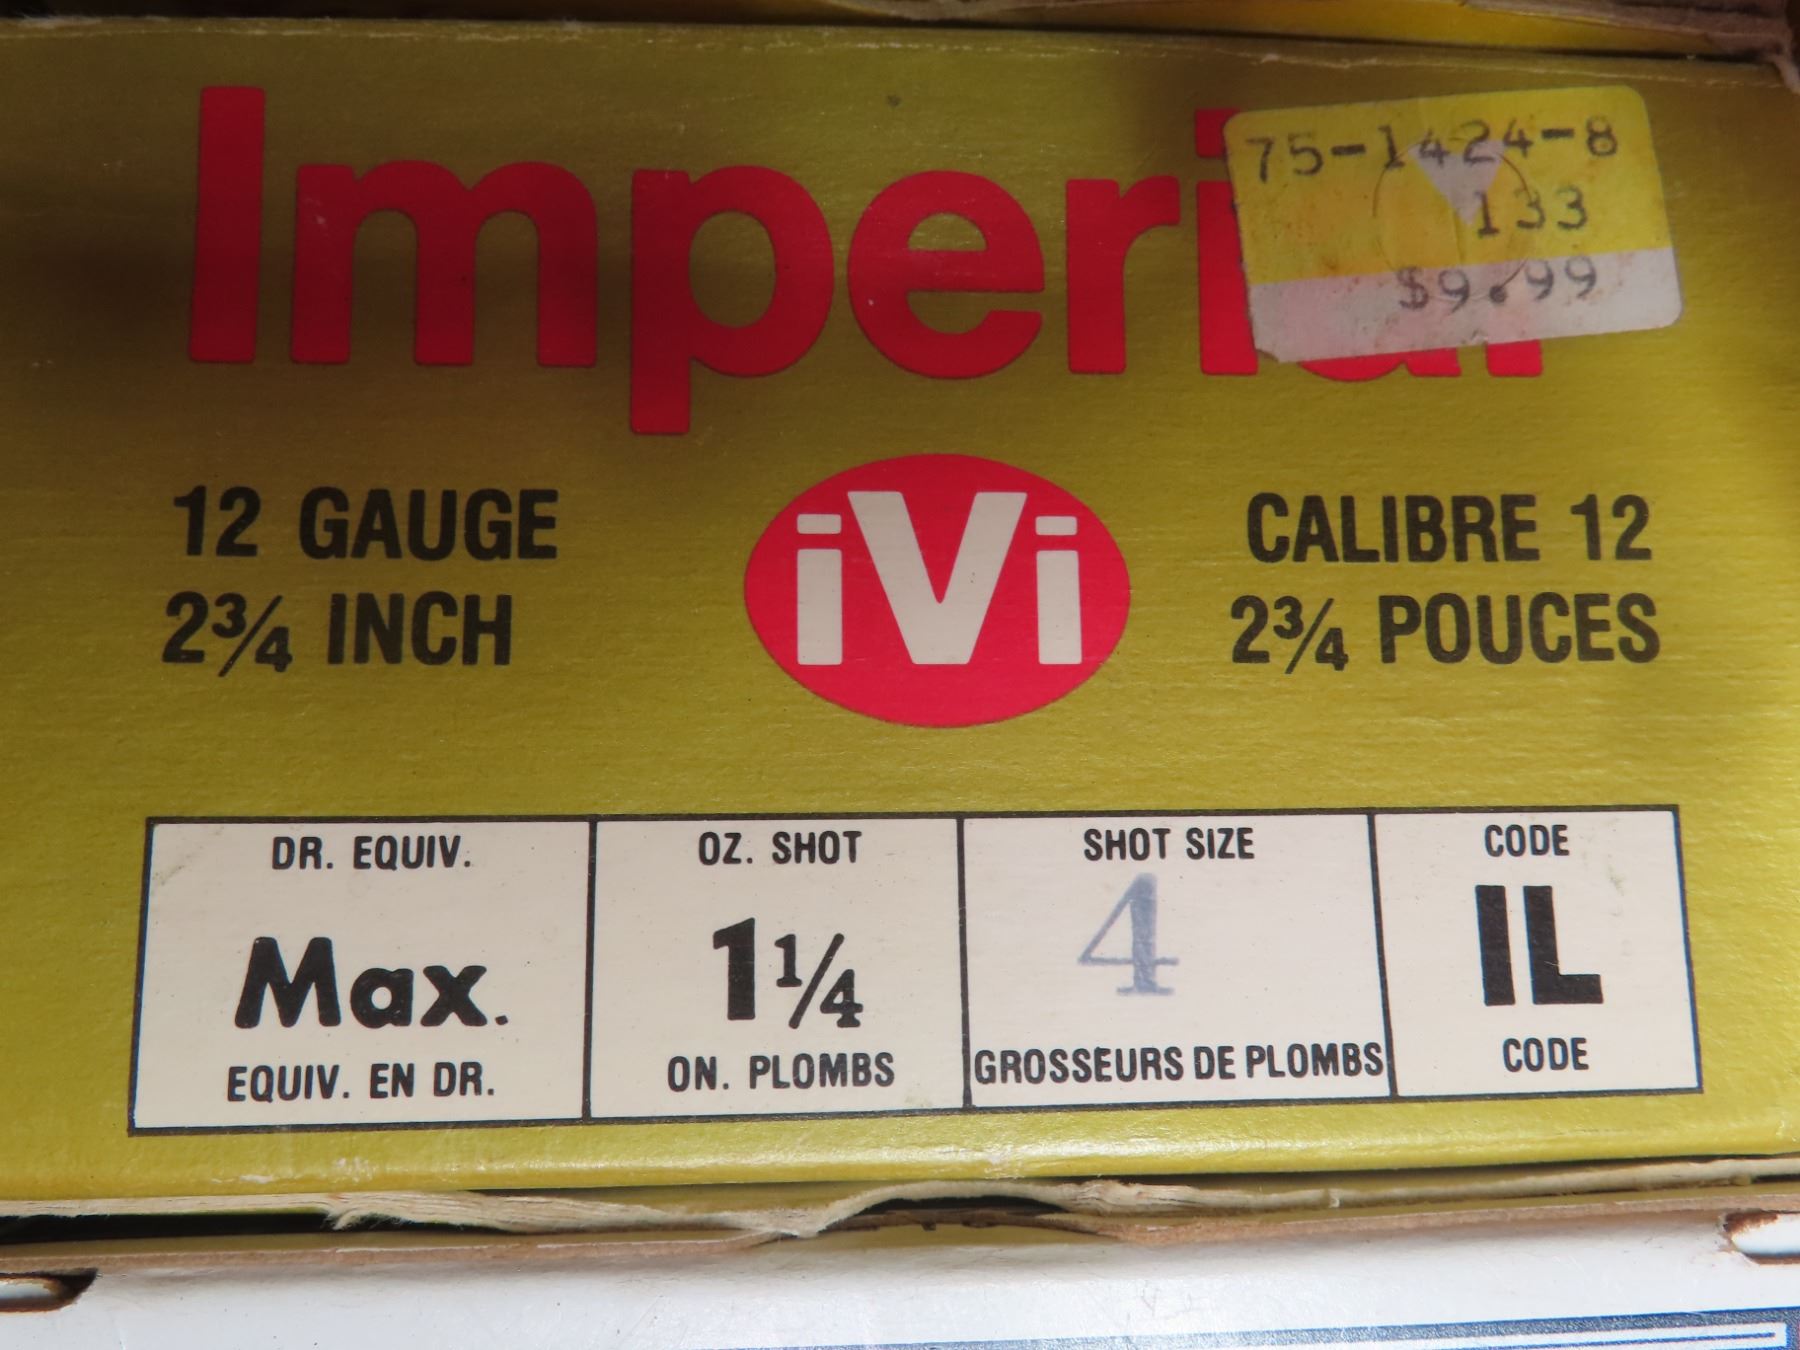 Imperial
75-1424-8
133
$9.99
12 GAUGE
2¾ INCH
iVi
CALIBRE 12
2¾ POUCES
DR. EQUIV.
Max.
EQUIV. EN DR.
OZ. SHOT
1¼
ON. PLOMBS
SHOT SIZE
4
GROSSEURS DE PLOMBS
CODE
IL
CODE